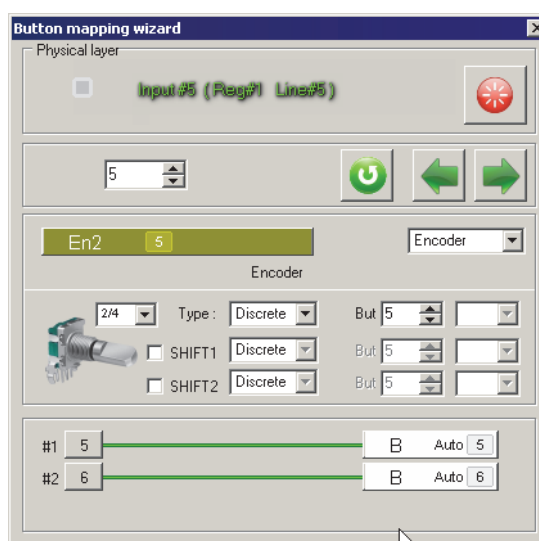 Button mapping wizard
Physical layer
Input#5 (Reg#1 Line#5)
5
En2 5 Encoder
Encoder
2/4 Type : Discrete But 5
SHIFT1 Discrete But 5
SHIFT2 Discrete But 5
#1 5 B Auto 5
#2 6 B Auto 6